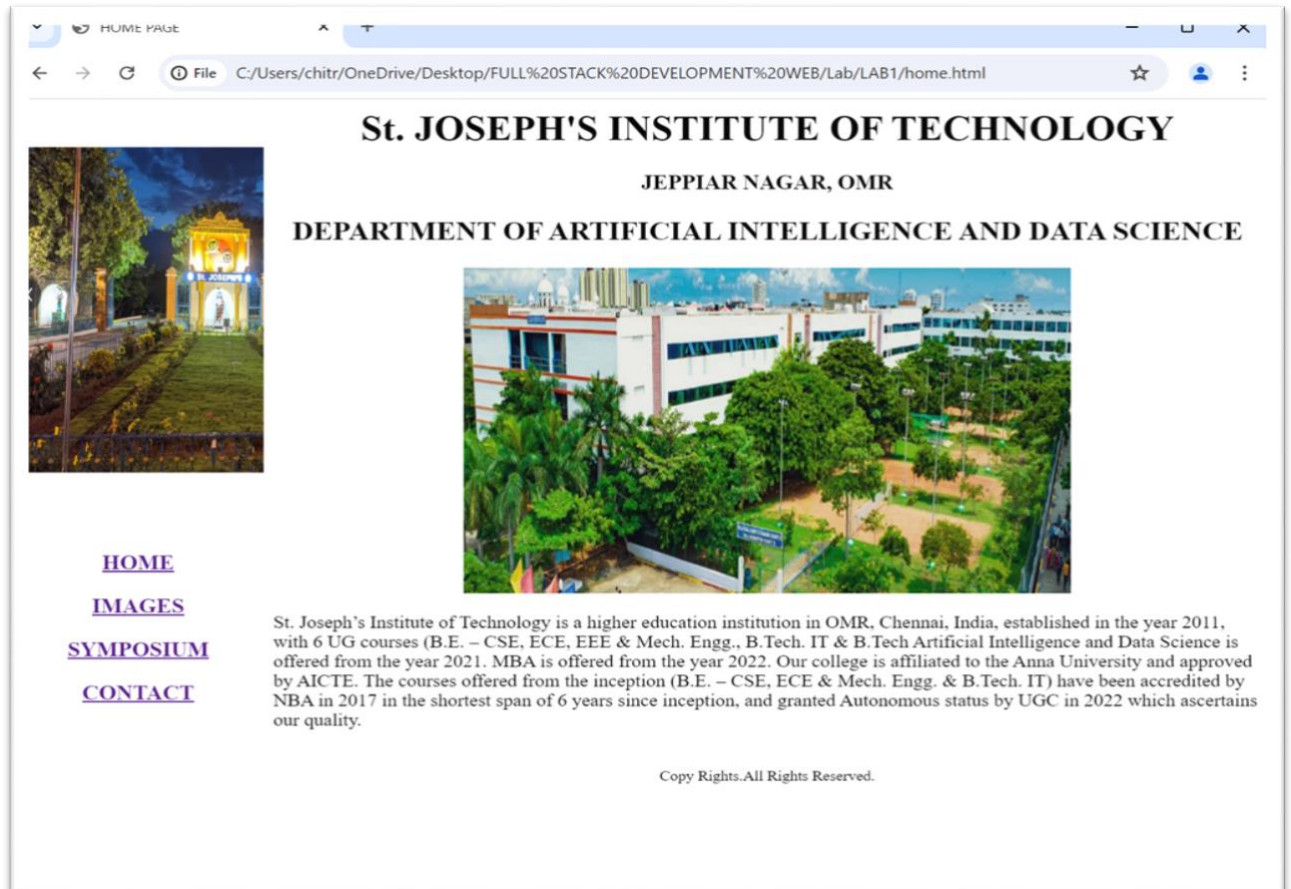 HOME PAGE
File C:/Users/chitr/OneDrive/Desktop/FULL%20STACK%20DEVELOPMENT%20WEB/Lab/LAB1/home.html
St. JOSEPH'S INSTITUTE OF TECHNOLOGY
JEPPIAR NAGAR, OMR
DEPARTMENT OF ARTIFICIAL INTELLIGENCE AND DATA SCIENCE
St. JOSEPH'S
HOME
IMAGES
SYMPOSIUM
CONTACT
St. Joseph’s Institute of Technology is a higher education institution in OMR, Chennai, India, established in the year 2011,
with 6 UG courses (B.E. – CSE, ECE, EEE & Mech. Engg., B.Tech. IT & B.Tech Artificial Intelligence and Data Science is
offered from the year 2021. MBA is offered from the year 2022. Our college is affiliated to the Anna University and approved
by AICTE. The courses offered from the inception (B.E. – CSE, ECE & Mech. Engg. & B.Tech. IT) have been accredited by
NBA in 2017 in the shortest span of 6 years since inception, and granted Autonomous status by UGC in 2022 which ascertains
our quality.
Copy Rights.All Rights Reserved.